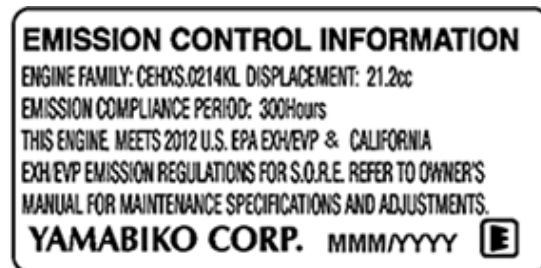 EMISSION CONTROL INFORMATION
ENGINE FAMILY: CEHXS.0214KL DISPLACEMENT: 21.2cc
EMISSION COMPLIANCE PERIOD: 300Hours
THIS ENGINE MEETS 2012 U.S. EPA EXH/EVP & CALIFORNIA
EXH/EVP EMISSION REGULATIONS FOR S.O.R.E. REFER TO OWNER'S
MANUAL FOR MAINTENANCE SPECIFICATIONS AND ADJUSTMENTS.
YAMABIKO CORP. MMM/YYYY E